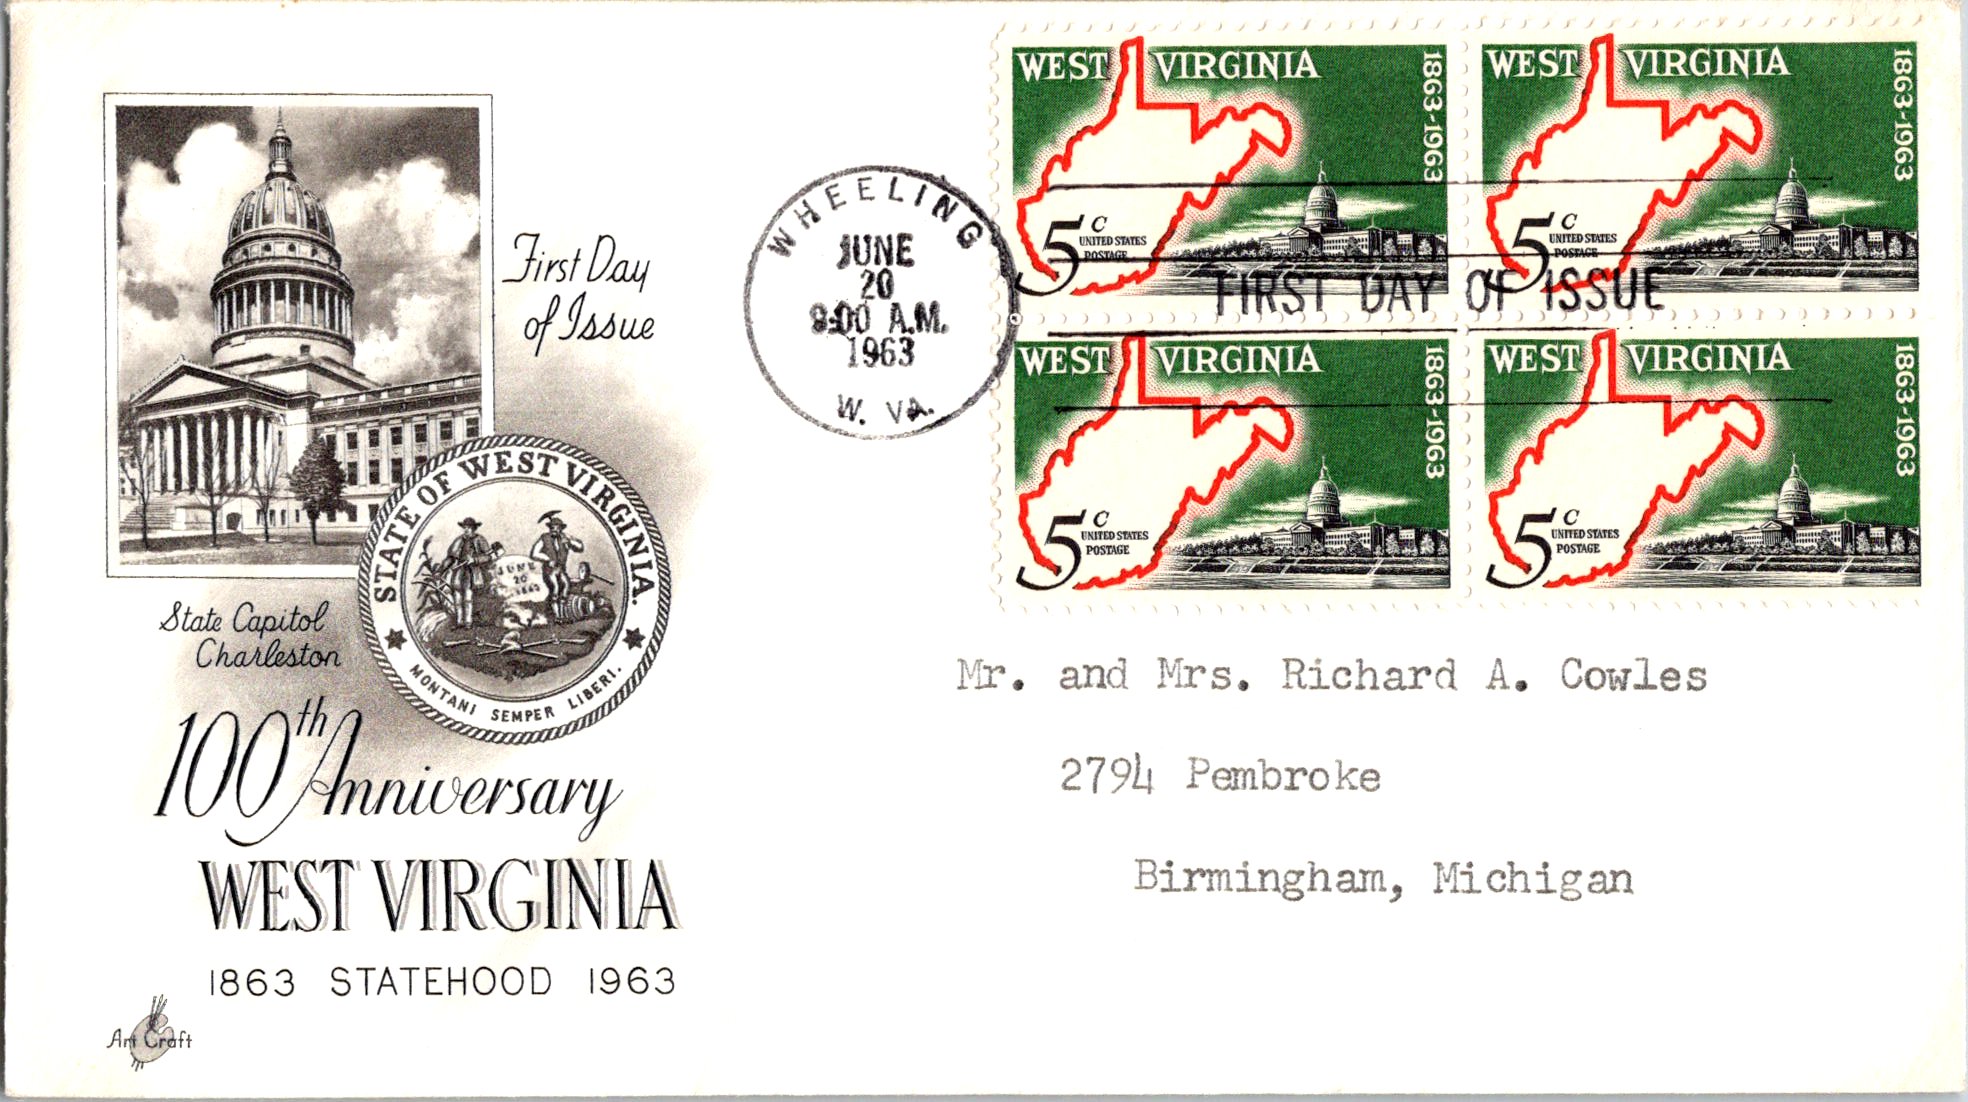 First Day
of Issue
State Capitol
Charleston
STATE OF WEST VIRGINIA.
JUNE
20
1863
MONTANI SEMPER LIBERI.
100th Anniversary
WEST VIRGINIA
1863 STATEHOOD 1963
Art Craft
WHEELING
JUNE
20
9:00 A.M.
1963
W. VA.
WEST VIRGINIA
1863-1963
5c
UNITED STATES
POSTAGE
WEST VIRGINIA
1863-1963
5c
UNITED STATES
POSTAGE
FIRST DAY OF ISSUE
WEST VIRGINIA
1863-1963
5c
UNITED STATES
POSTAGE
WEST VIRGINIA
1863-1963
5c
UNITED STATES
POSTAGE
Mr. and Mrs. Richard A. Cowles
2794 Pembroke
Birmingham, Michigan